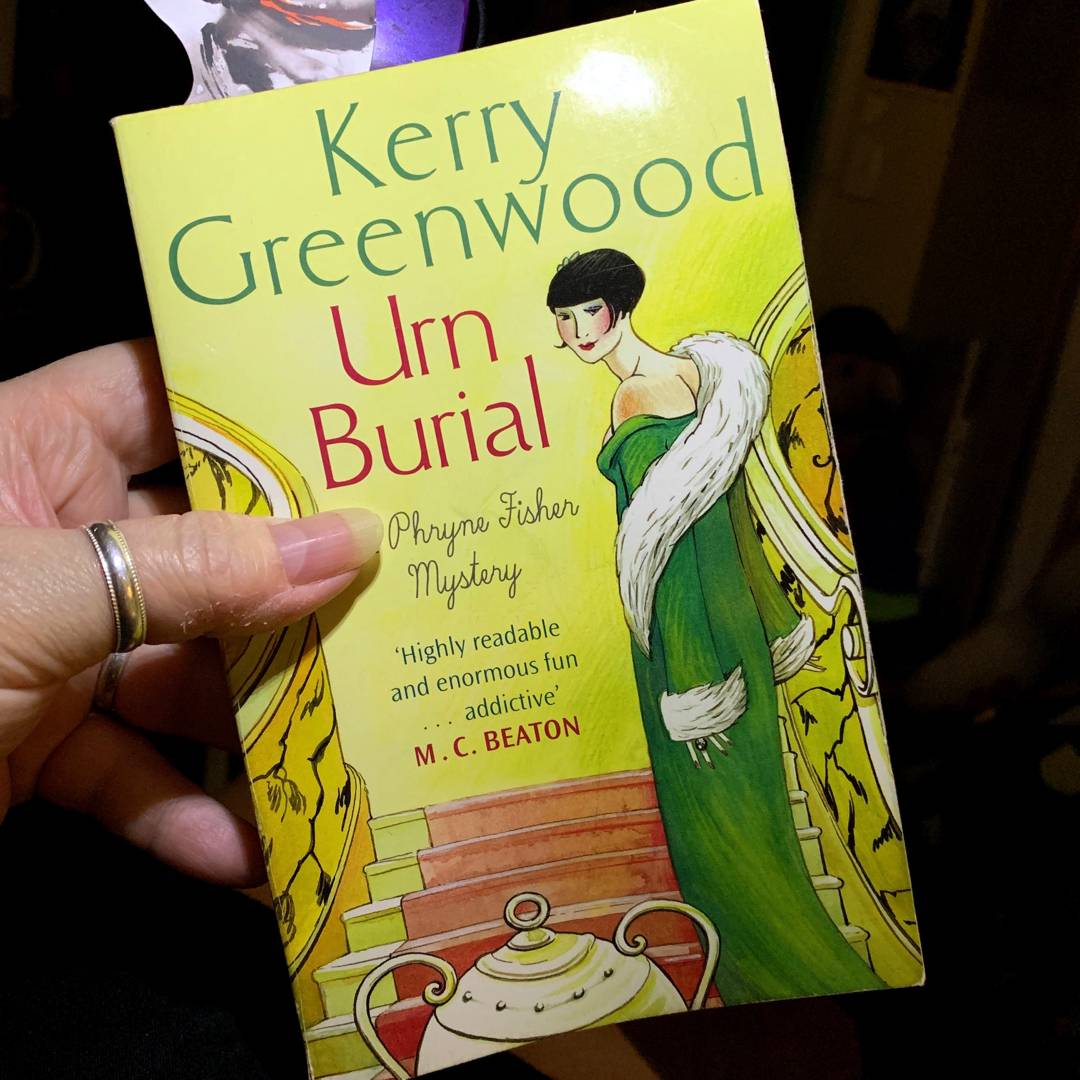 Kerry
Greenwood
Urn
Burial
Phryne Fisher
Mystery
‘Highly readable
and enormous fun
. . . addictive’
M. C. BEATON